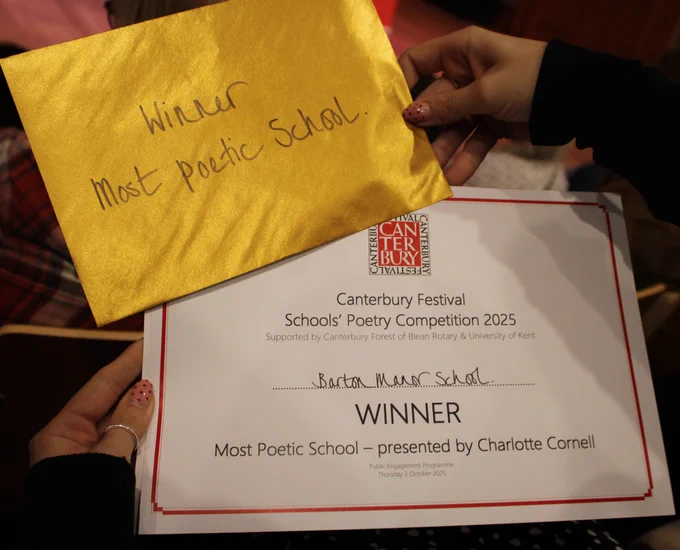 Winner
Most poetic School.
CANTERBURY
FESTIVAL
CANTERBURY
CAN
TER
BURY
FESTIVAL
Canterbury Festival
Schools' Poetry Competition 2025
Supported by Canterbury Forest of Blean Rotary & University of Kent
Barton Manor School.
WINNER
Most Poetic School – presented by Charlotte Cornell
Public Engagement Programme
Thursday 2 October 2025